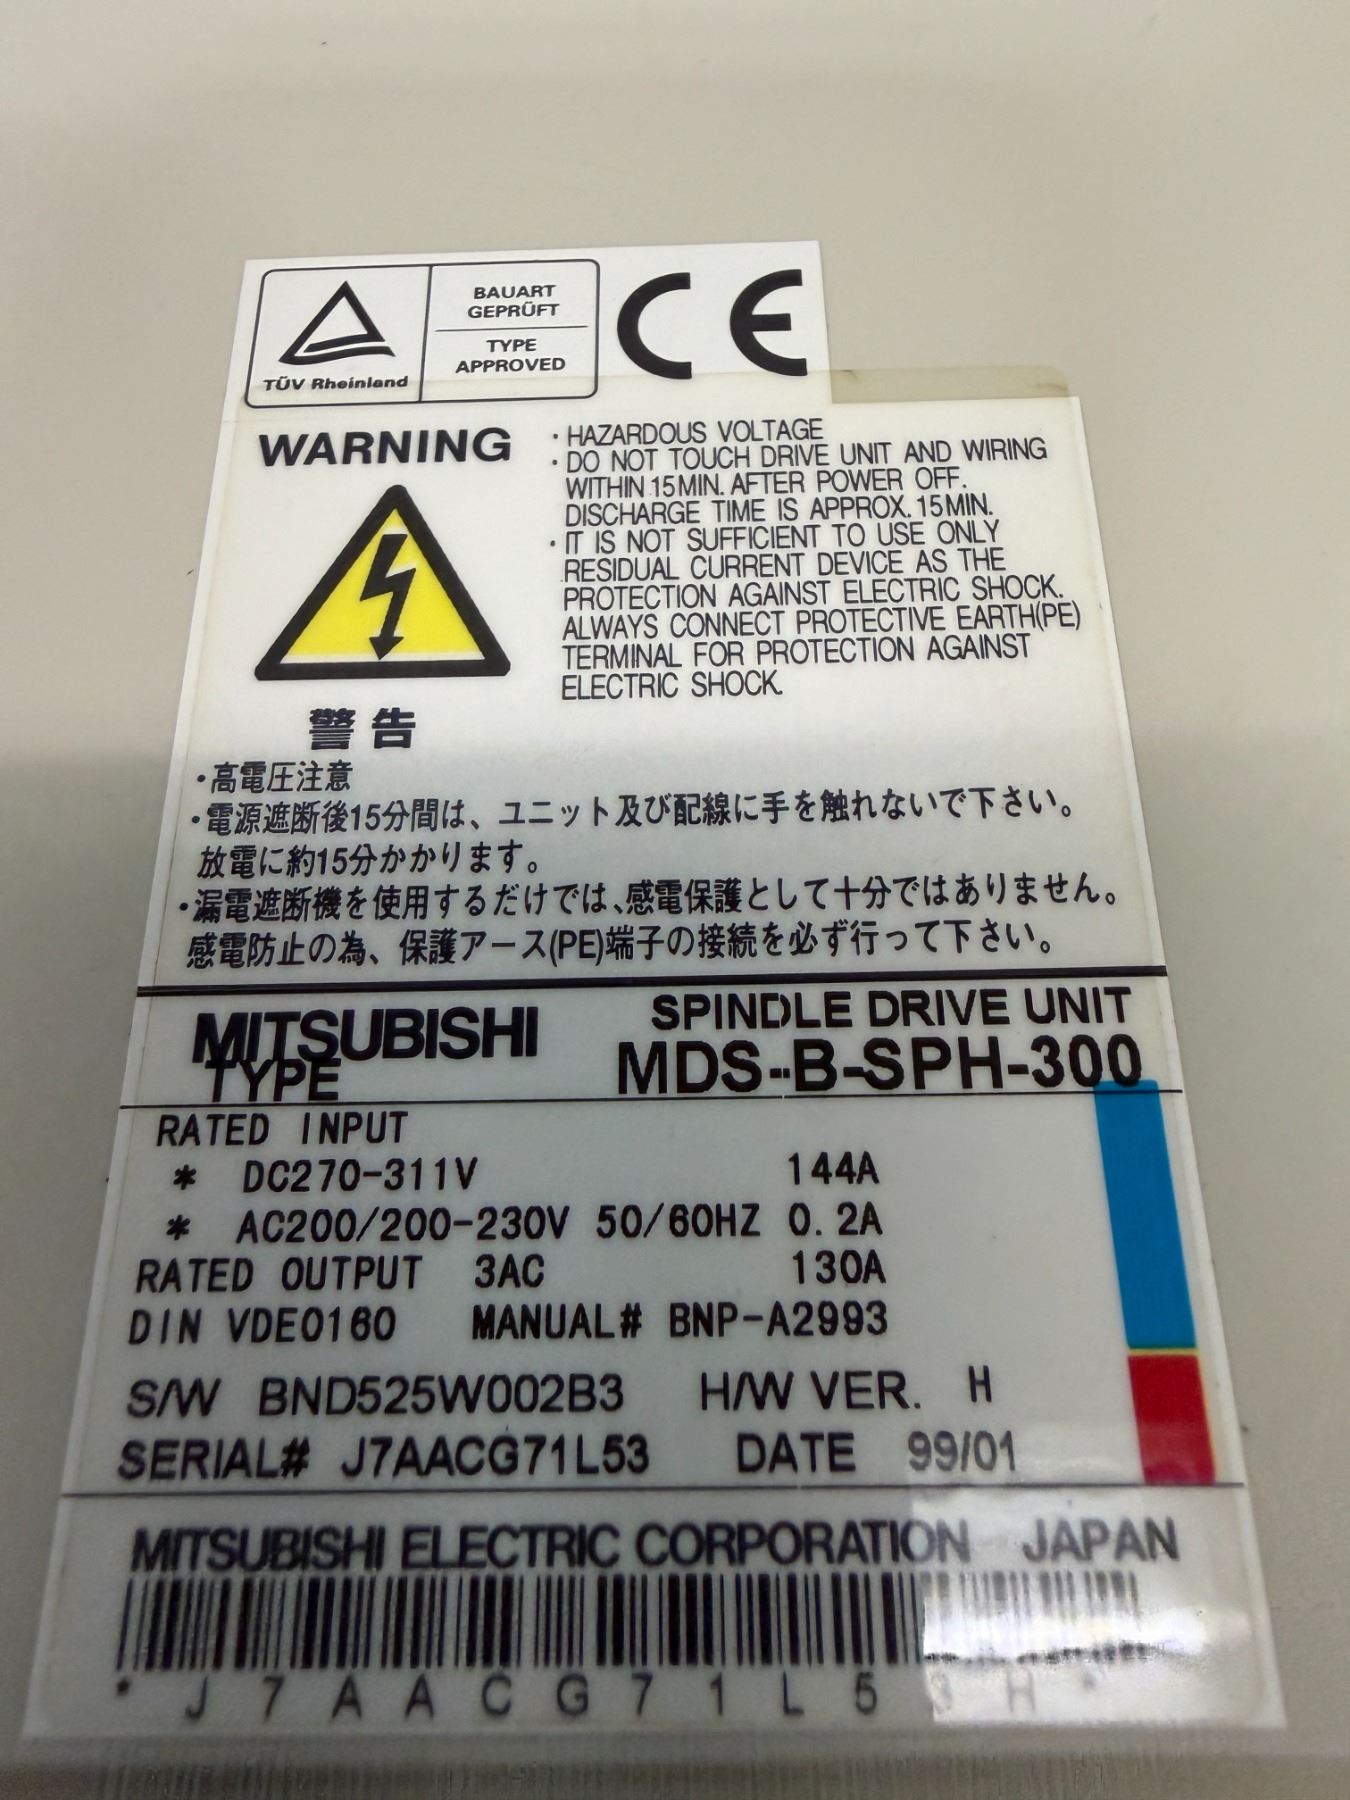 TÜV Rheinland
BAUART
GEPRÜFT
TYPE
APPROVED
CE
WARNING
・HAZARDOUS VOLTAGE
・DO NOT TOUCH DRIVE UNIT AND WIRING
WITHIN 15MIN. AFTER POWER OFF.
DISCHARGE TIME IS APPROX. 15MIN.
・IT IS NOT SUFFICIENT TO USE ONLY
RESIDUAL CURRENT DEVICE AS THE
PROTECTION AGAINST ELECTRIC SHOCK.
ALWAYS CONNECT PROTECTIVE EARTH(PE)
TERMINAL FOR PROTECTION AGAINST
ELECTRIC SHOCK.
警告
・高電圧注意
・電源遮断後15分間は、ユニット及び配線に手を触れないで下さい。
放電に約15分かかります。
・漏電遮断機を使用するだけでは、感電保護として十分ではありません。
感電防止の為、保護アース(PE)端子の接続を必ず行って下さい。
MITSUBISHI SPINDLE DRIVE UNIT
TYPE MDS-B-SPH-300
RATED INPUT
* DC270-311V 144A
* AC200/200-230V 50/60HZ 0.2A
RATED OUTPUT 3AC 130A
DIN VDE0160 MANUAL# BNP-A2993
S/W BND525W002B3 H/W VER. H
SERIAL# J7AACG71L53 DATE 99/01
MITSUBISHI ELECTRIC CORPORATION JAPAN
* J 7 A A C G 7 1 L 5 3 H *